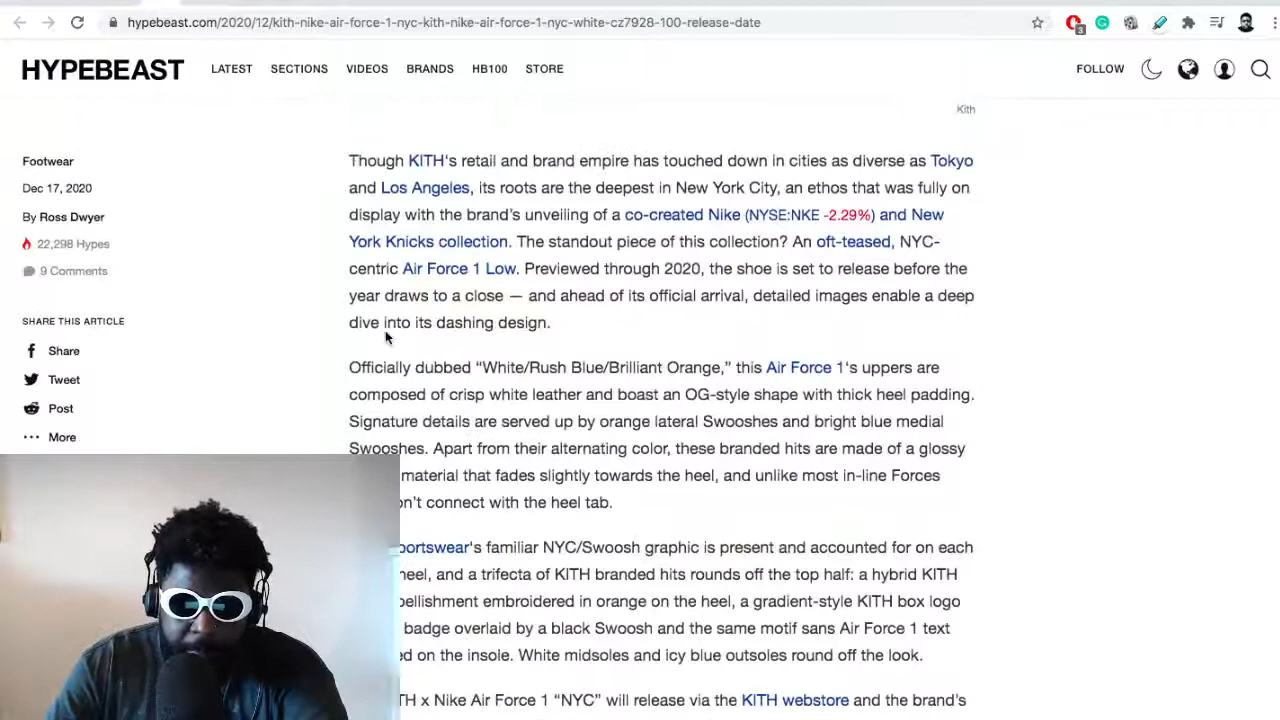 hypebeast.com/2020/12/kith-nike-air-force-1-nyc-kith-nike-air-force-1-nyc-white-cz7928-100-release-date
3
HYPEBEAST LATEST SECTIONS VIDEOS BRANDS HB100 STORE FOLLOW
Kith
Footwear
Dec 17, 2020
By Ross Dwyer
22,298 Hypes
9 Comments
SHARE THIS ARTICLE
Share
Tweet
Post
More
Though KITH's retail and brand empire has touched down in cities as diverse as Tokyo
and Los Angeles, its roots are the deepest in New York City, an ethos that was fully on
display with the brand's unveiling of a co-created Nike (NYSE:NKE -2.29%) and New
York Knicks collection. The standout piece of this collection? An oft-teased, NYC-
centric Air Force 1 Low. Previewed through 2020, the shoe is set to release before the
year draws to a close — and ahead of its official arrival, detailed images enable a deep
dive into its dashing design.
Officially dubbed “White/Rush Blue/Brilliant Orange,” this Air Force 1's uppers are
composed of crisp white leather and boast an OG-style shape with thick heel padding.
Signature details are served up by orange lateral Swooshes and bright blue medial
Swooshes. Apart from their alternating color, these branded hits are made of a glossy
material that fades slightly towards the heel, and unlike most in-line Forces
on't connect with the heel tab.
portswear's familiar NYC/Swoosh graphic is present and accounted for on each
heel, and a trifecta of KITH branded hits rounds off the top half: a hybrid KITH
bellishment embroidered in orange on the heel, a gradient-style KITH box logo
badge overlaid by a black Swoosh and the same motif sans Air Force 1 text
ed on the insole. White midsoles and icy blue outsoles round off the look.
TH x Nike Air Force 1 “NYC” will release via the KITH webstore and the brand's